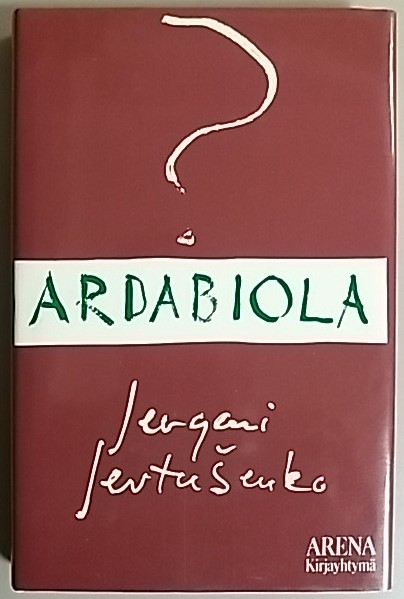 ?
ARDABIOLA
Jevgeni
Jevtušenko
ARENA
Kirjayhtymä